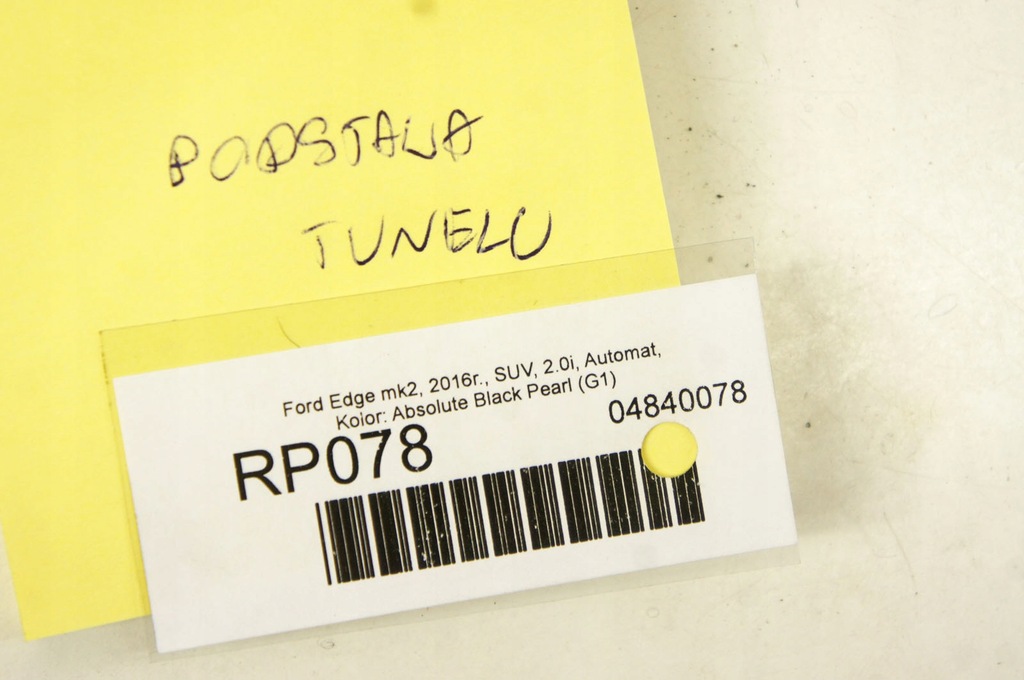 PODSTAWA
TUNELU
Ford Edge mk2, 2016r., SUV, 2.0i, Automat,
Kolor: Absolute Black Pearl (G1)
RP078
04840078